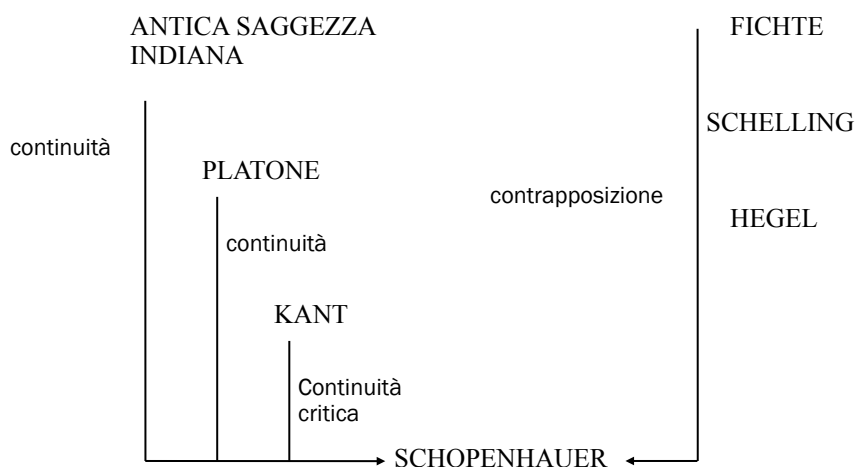 ANTICA SAGGEZZA
INDIANA
FICHTE
SCHELLING
continuità
PLATONE
contrapposizione
HEGEL
continuità
KANT
Continuità
critica
SCHOPENHAUER